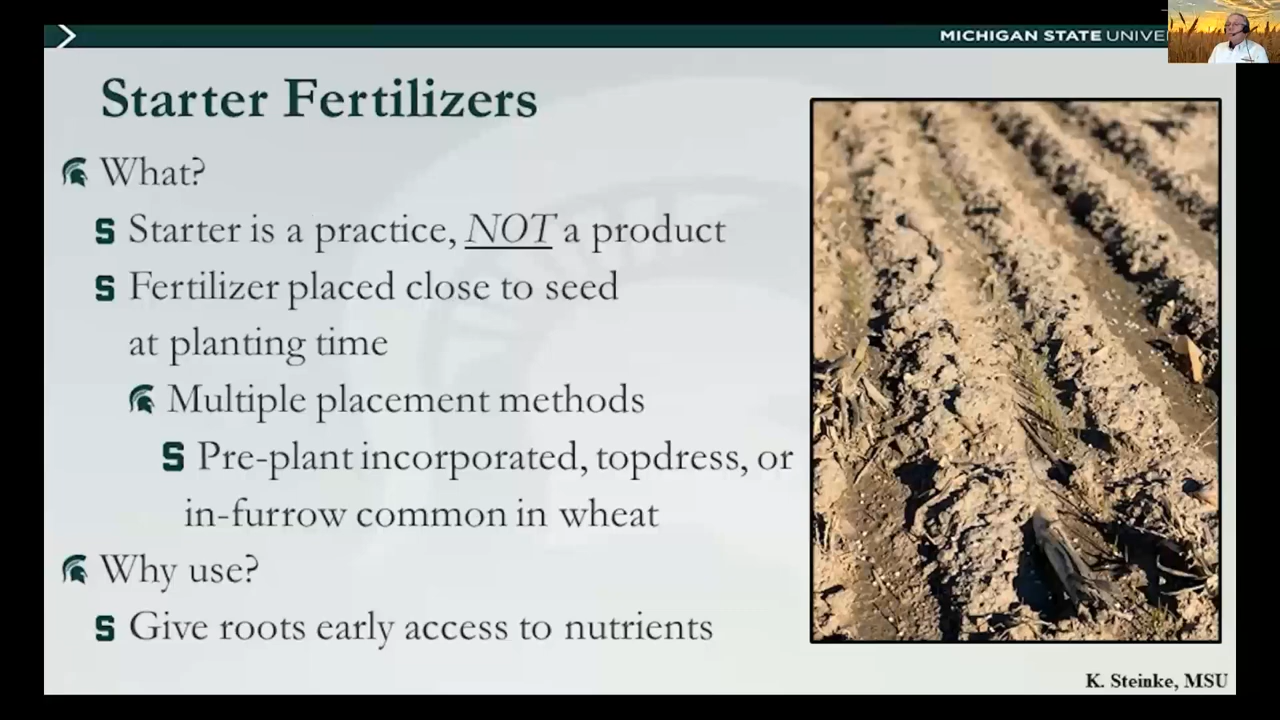 MICHIGAN STATE
Starter Fertilizers
What?
Starter is a practice, NOT a product
Fertilizer placed close to seed
at planting time
Multiple placement methods
Pre-plant incorporated, topdress, or
in-furrow common in wheat
Why use?
Give roots early access to nutrients
K. Steinke, MSU